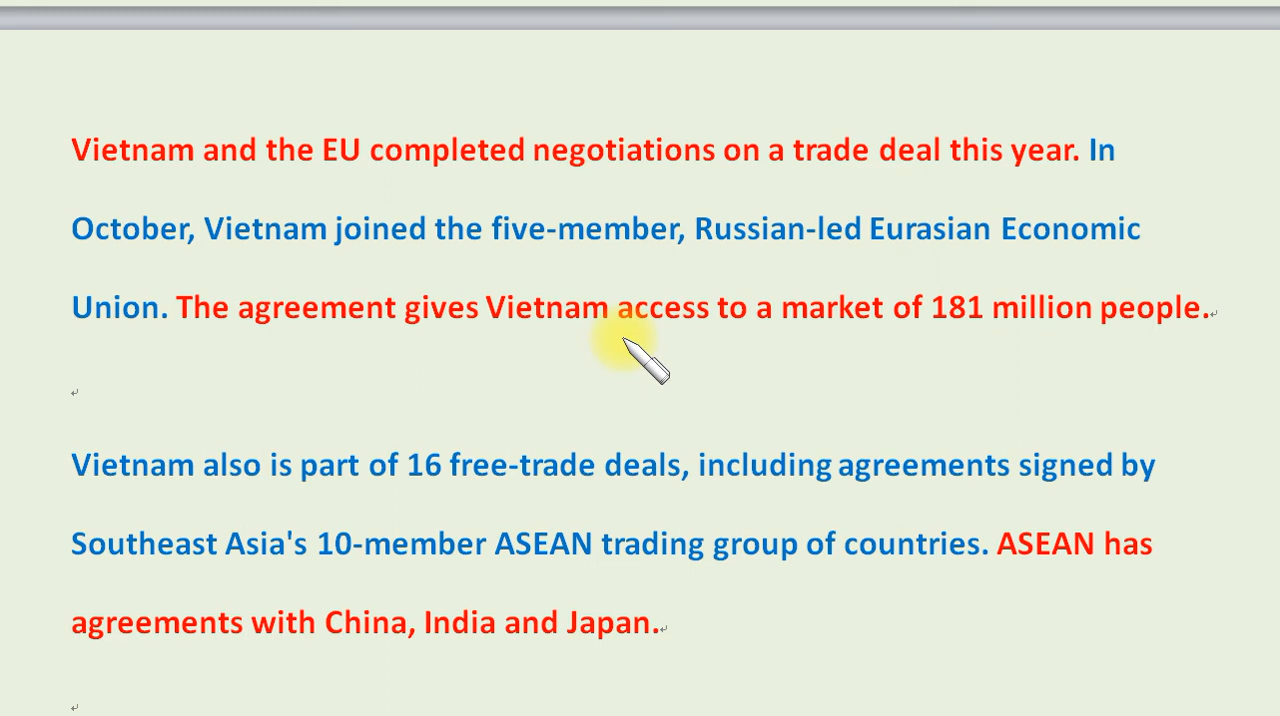 Vietnam and the EU completed negotiations on a trade deal this year. In
October, Vietnam joined the five-member, Russian-led Eurasian Economic
Union. The agreement gives Vietnam access to a market of 181 million people.
Vietnam also is part of 16 free-trade deals, including agreements signed by
Southeast Asia's 10-member ASEAN trading group of countries. ASEAN has
agreements with China, India and Japan.